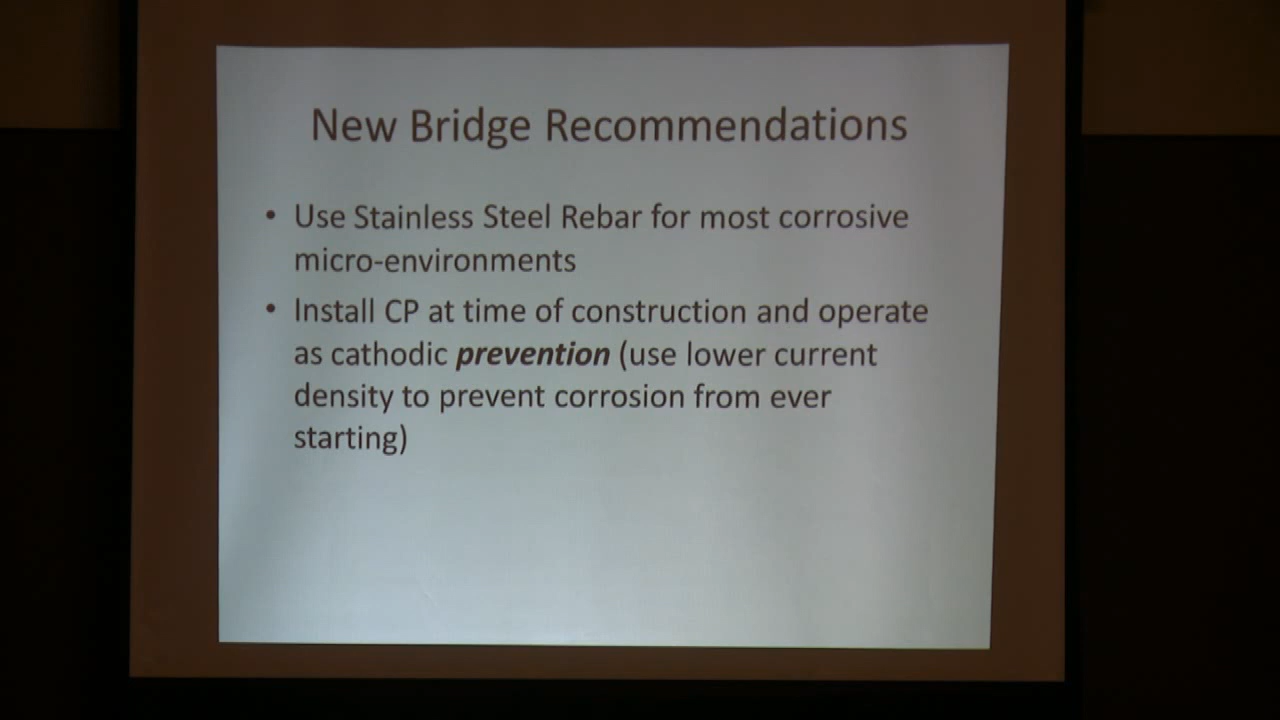 New Bridge Recommendations
• Use Stainless Steel Rebar for most corrosive
micro-environments
• Install CP at time of construction and operate
as cathodic prevention (use lower current
density to prevent corrosion from ever
starting)